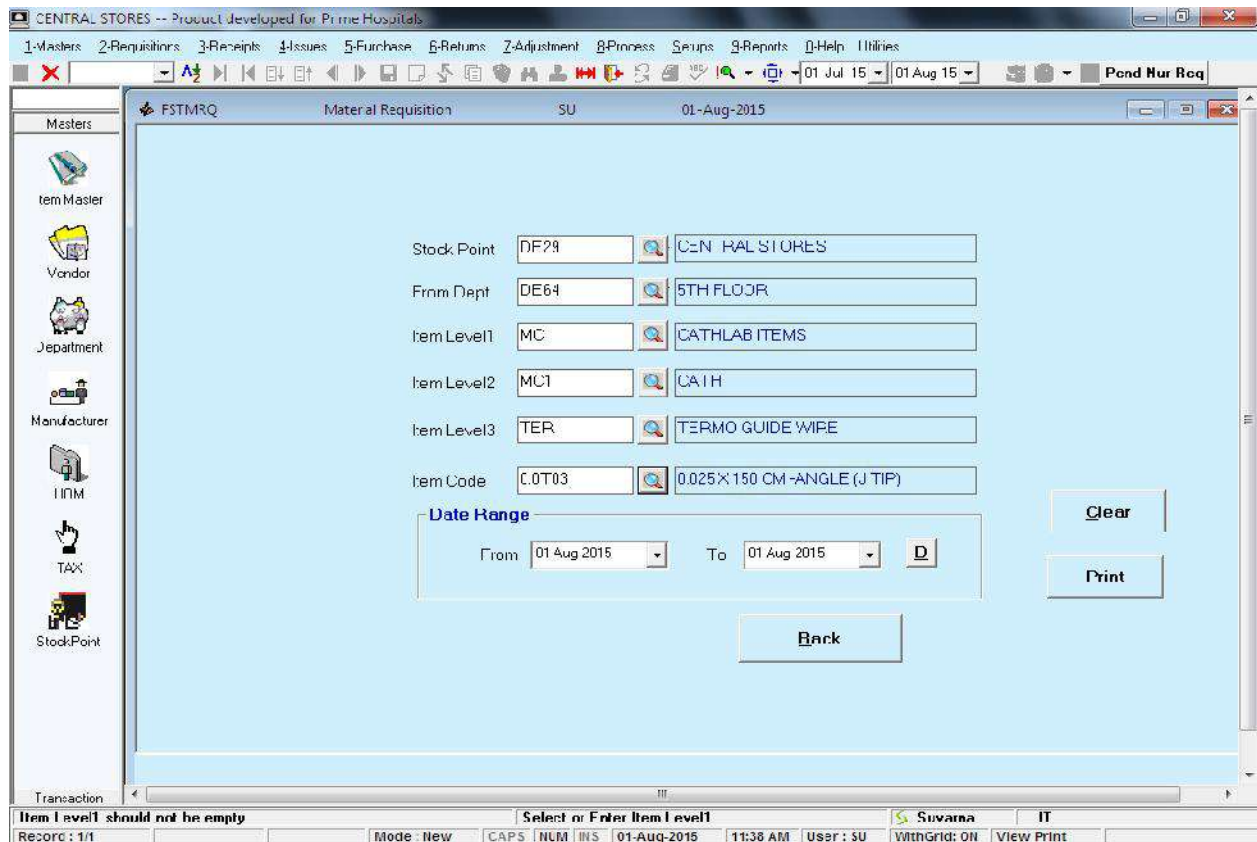 CENTRAL STORES -- Product developed for Prime Hospitals
1-Masters 2-Requisitions 3-Receipts 4-Issues 5-Purchase 6-Returns 7-Adjustment 8-Process Setups 9-Reports 0-Help Utilities
01 Jul 15 01 Aug 15 Pend Nur Req
FSTMRQ Material Requisition SU 01-Aug-2015
Masters
Item Master
Vendor
Department
Manufacturer
UOM
TAX
StockPoint
Transaction
Stock Point DE29 CENTRAL STORES
From Dept DE64 5TH FLOOR
Item Level1 MC CATHLAB ITEMS
Item Level2 MC1 CATH
Item Level3 TER TERMO GUIDE WIRE
Item Code 0.025 X 150 CM -ANGLE (J TIP)
Date Range
From 01 Aug 2015 To 01 Aug 2015 D
Clear
Print
Back
Item Level1 should not be empty Select or Enter Item Level1 Suvarna IT
Record : 1/1 Mode : New CAPS NUM INS 01-Aug-2015 11:38 AM User : SU WithGrid: ON View Print